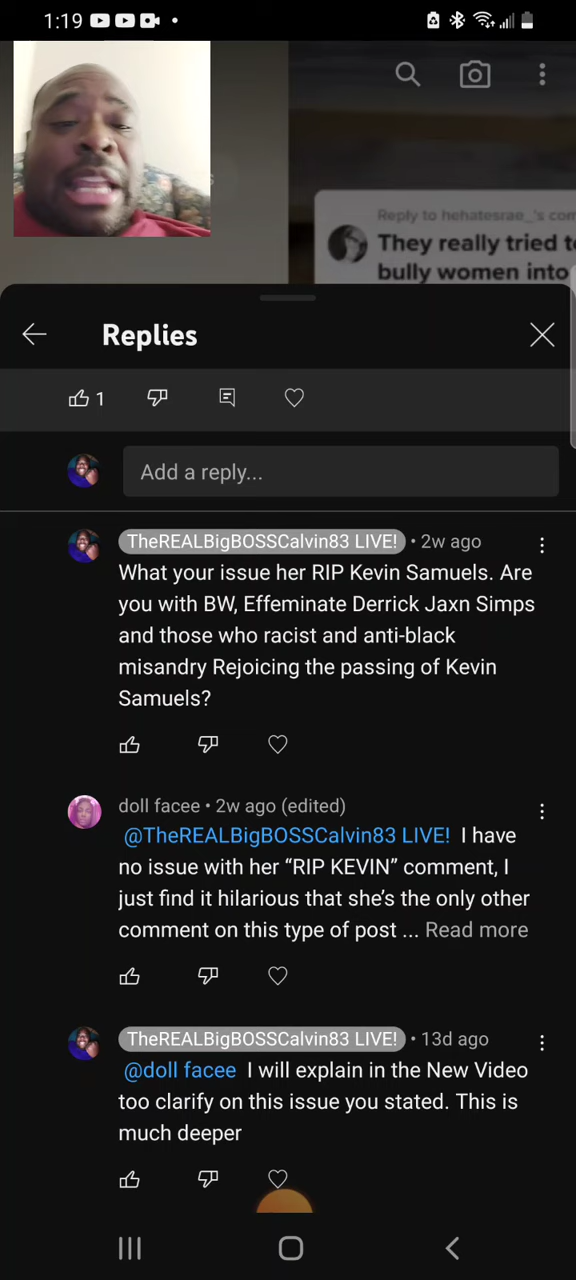 1:19
Reply to hehatesrae_'s com
They really tried to
bully women into
Replies
1
Add a reply...
TheREALBigBOSSCalvin83 LIVE! • 2w ago
What your issue her RIP Kevin Samuels. Are
you with BW, Effeminate Derrick Jaxn Simps
and those who racist and anti-black
misandry Rejoicing the passing of Kevin
Samuels?
doll facee • 2w ago (edited)
@TheREALBigBOSSCalvin83 LIVE! I have
no issue with her “RIP KEVIN” comment, I
just find it hilarious that she’s the only other
comment on this type of post ... Read more
TheREALBigBOSSCalvin83 LIVE! • 13d ago
@doll facee I will explain in the New Video
too clarify on this issue you stated. This is
much deeper